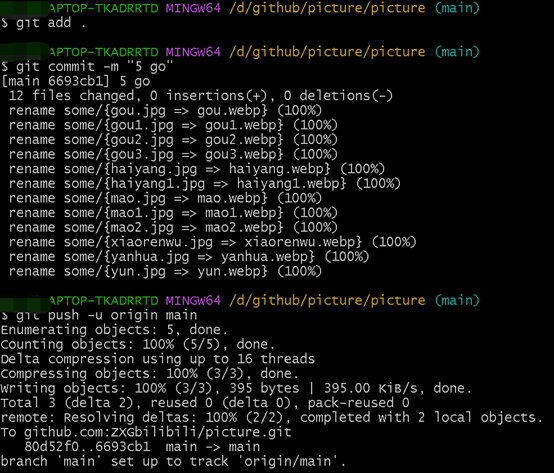 APTOP-TKADRRTD MINGW64 /d/github/picture/picture (main)
$ git add .
APTOP-TKADRRTD MINGW64 /d/github/picture/picture (main)
$ git commit -m "5 go"
[main 6693cb1] 5 go
12 files changed, 0 insertions(+), 0 deletions(-)
rename some/{gou.jpg => gou.webp} (100%)
rename some/{gou1.jpg => gou1.webp} (100%)
rename some/{gou2.jpg => gou2.webp} (100%)
rename some/{gou3.jpg => gou3.webp} (100%)
rename some/{haiyang.jpg => haiyang.webp} (100%)
rename some/{haiyang1.jpg => haiyang1.webp} (100%)
rename some/{mao.jpg => mao.webp} (100%)
rename some/{mao1.jpg => mao1.webp} (100%)
rename some/{mao2.jpg => mao2.webp} (100%)
rename some/{xiaorenwu.jpg => xiaorenwu.webp} (100%)
rename some/{yanhua.jpg => yanhua.webp} (100%)
rename some/{yun.jpg => yun.webp} (100%)
APTOP-TKADRRTD MINGW64 /d/github/picture/picture (main)
$ git push -u origin main
Enumerating objects: 5, done.
Counting objects: 100% (5/5), done.
Delta compression using up to 16 threads
Compressing objects: 100% (3/3), done.
Writing objects: 100% (3/3), 395 bytes | 395.00 KiB/s, done.
Total 3 (delta 2), reused 0 (delta 0), pack-reused 0
remote: Resolving deltas: 100% (2/2), completed with 2 local objects.
To github.com:ZXGbilibili/picture.git
80d52f0..6693cb1  main -> main
branch 'main' set up to track 'origin/main'.